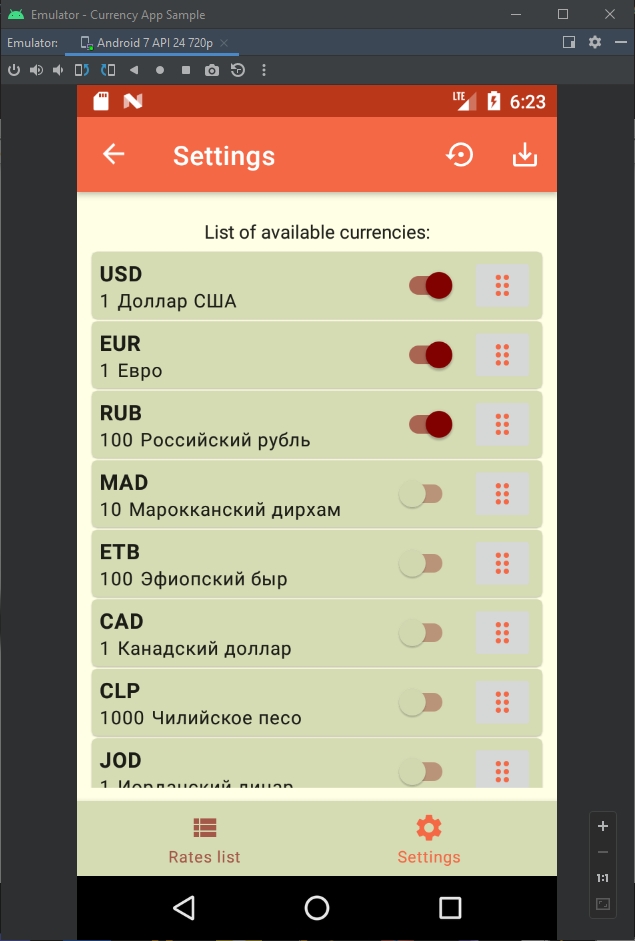 Emulator - Currency App Sample
Emulator: Android 7 API 24 720p
LTE 6:23
Settings
List of available currencies:
USD
1 Доллар США
EUR
1 Евро
RUB
100 Российский рубль
MAD
10 Марокканский дирхам
ETB
100 Эфиопский быр
CAD
1 Канадский доллар
CLP
1000 Чилийское песо
JOD
1 Иорданский динар
Rates list Settings
1:1